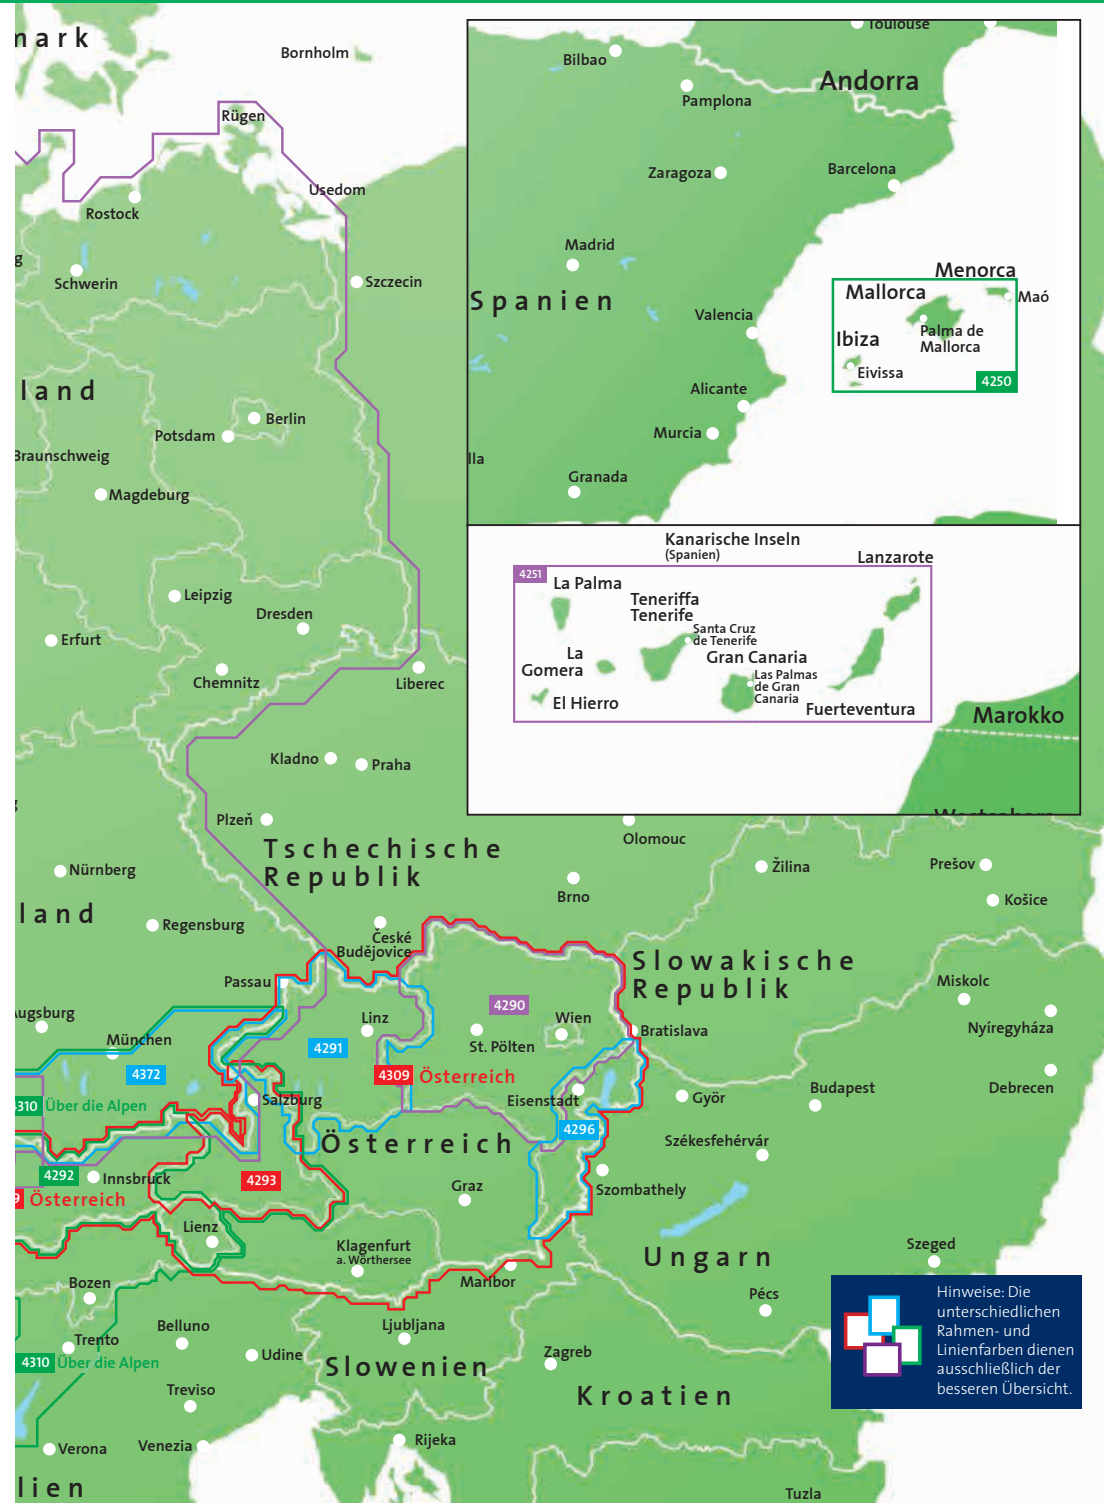 nark
Bornholm
Rügen
Usedom
Rostock
g
Schwerin
Szczecin
land
Berlin
Potsdam
Braunschweig
Magdeburg
Leipzig
Dresden
Erfurt
Chemnitz
Liberec
Kladno
Praha
Plzeň
Tschechische
Republik
Nürnberg
land
Regensburg
České
Budějovice
Passau
Augsburg
München
Linz
4290
Wien
St. Pölten
4291
4372
4309 Österreich
4310 Über die Alpen
Salzburg
Eisenstadt
Österreich
4296
4292
Innsbruck
4293
9 Österreich
Graz
Lienz
Klagenfurt
a. Wörthersee
Maribor
Bozen
Trento
Belluno
Ljubljana
4310 Über die Alpen
Udine
Slowenien
Treviso
Verona
Venezia
Rijeka
lien
Toulouse
Bilbao
Andorra
Pamplona
Zaragoza
Barcelona
Madrid
Spanien
Menorca
Mallorca
Maó
Valencia
Palma de
Mallorca
Ibiza
Eivissa
4250
Alicante
Murcia
lla
Granada
Kanarische Inseln
(Spanien)
Lanzarote
4251
La Palma
Teneriffa
Tenerife
Santa Cruz
de Tenerife
La
Gomera
Gran Canaria
Las Palmas
de Gran
Canaria
El Hierro
Fuerteventura
Marokko
Olomouc
Žilina
Prešov
Brno
Košice
Slowakische
Republik
Miskolc
Bratislava
Nyíregyháza
Györ
Budapest
Debrecen
Székesfehérvár
Szombathely
Ungarn
Szeged
Pécs
Zagreb
Kroatien
Tuzla
Hinweise: Die
unterschiedlichen
Rahmen- und
Linienfarben dienen
ausschließlich der
besseren Übersicht.